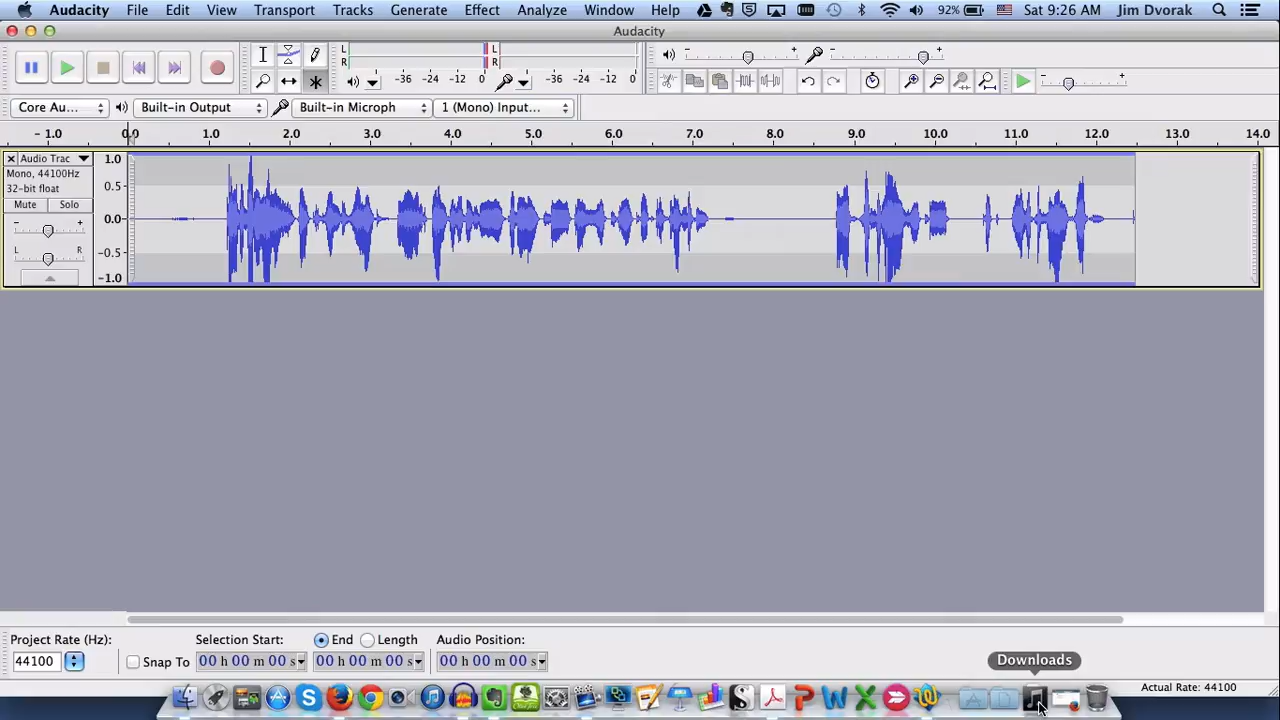 Audacity File Edit View Transport Tracks Generate Effect Analyze Window Help 92% Sat 9:26 AM Jim Dvorak
Audacity
L R -36 -24 -12 0 L R -36 -24 -12 0
Core Au... Built-in Output Built-in Microph 1 (Mono) Input...
- 1.0 0.0 1.0 2.0 3.0 4.0 5.0 6.0 7.0 8.0 9.0 10.0 11.0 12.0 13.0 14.0
Audio Trac 1.0
Mono, 44100Hz
32-bit float 0.5
Mute Solo
- + 0.0
L R -0.5
-1.0
Project Rate (Hz): Selection Start: End Length Audio Position:
44100 Snap To 00 h 00 m 00 s 00 h 00 m 00 s 00 h 00 m 00 s
Downloads
Actual Rate: 44100